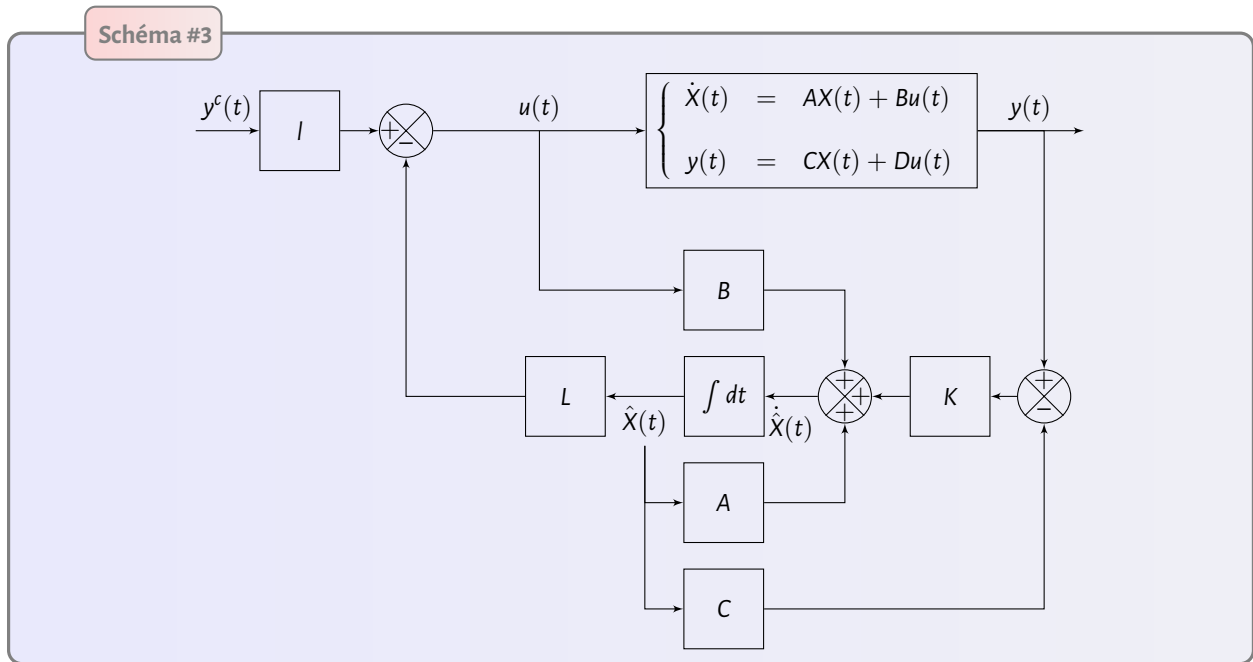 Schéma #3
y^c(t)
l
+
−
u(t)
Ẋ(t) = AX(t) + Bu(t)
y(t) = CX(t) + Du(t)
y(t)
B
L
∫ dt
+
+
+
K
+
−
X̂(t)
X̂̇(t)
A
C